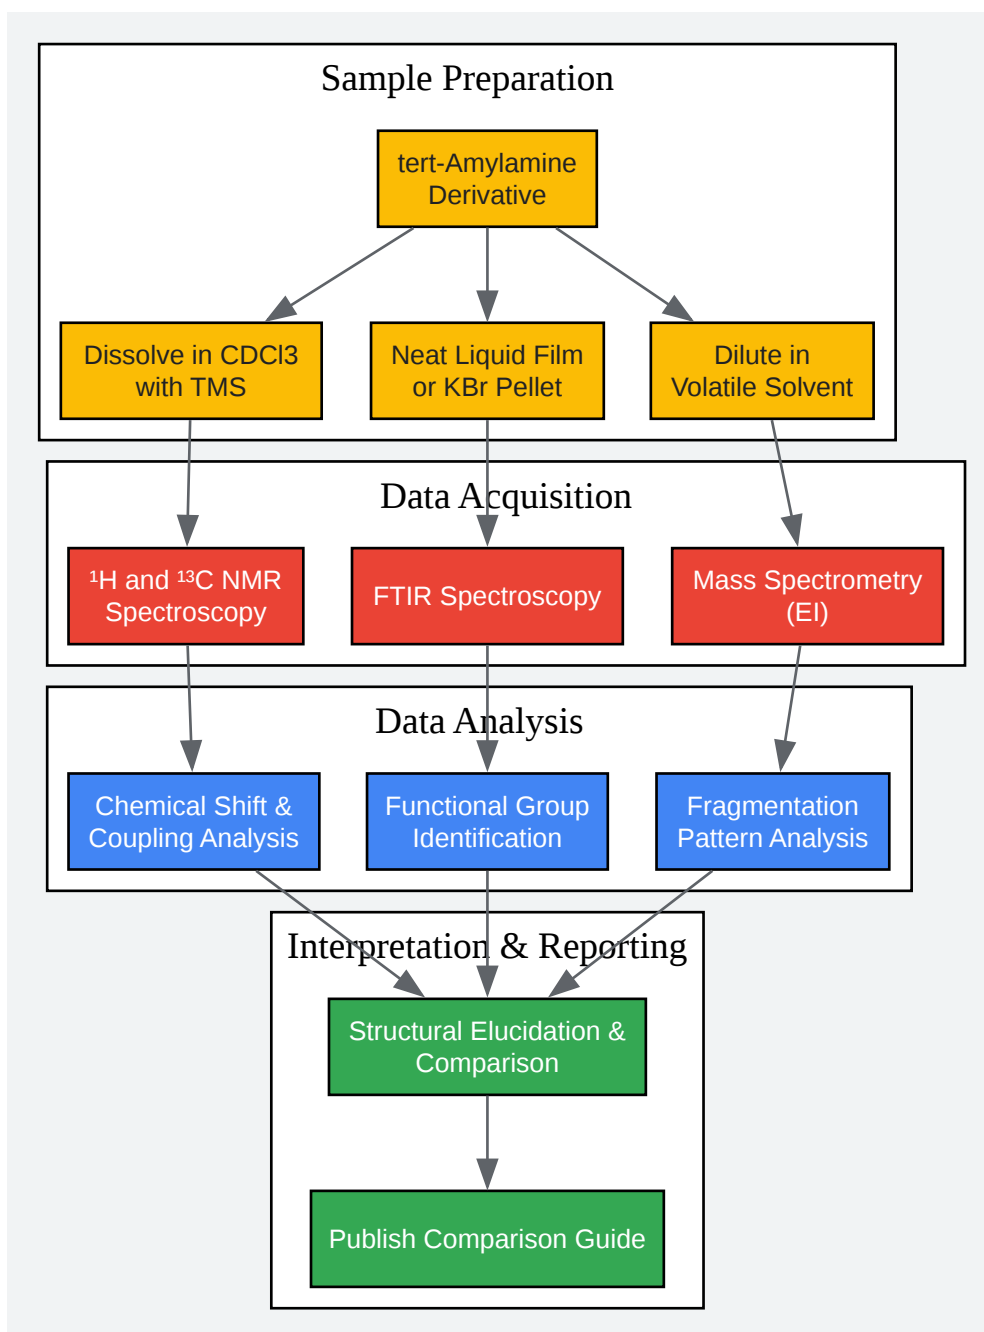 Sample Preparation
tert-Amylamine
Derivative
Dissolve in CDCl3
with TMS
Neat Liquid Film
or KBr Pellet
Dilute in
Volatile Solvent
Data Acquisition
¹H and ¹³C NMR
Spectroscopy
FTIR Spectroscopy
Mass Spectrometry
(EI)
Data Analysis
Chemical Shift &
Coupling Analysis
Functional Group
Identification
Fragmentation
Pattern Analysis
Interpretation & Reporting
Structural Elucidation &
Comparison
Publish Comparison Guide